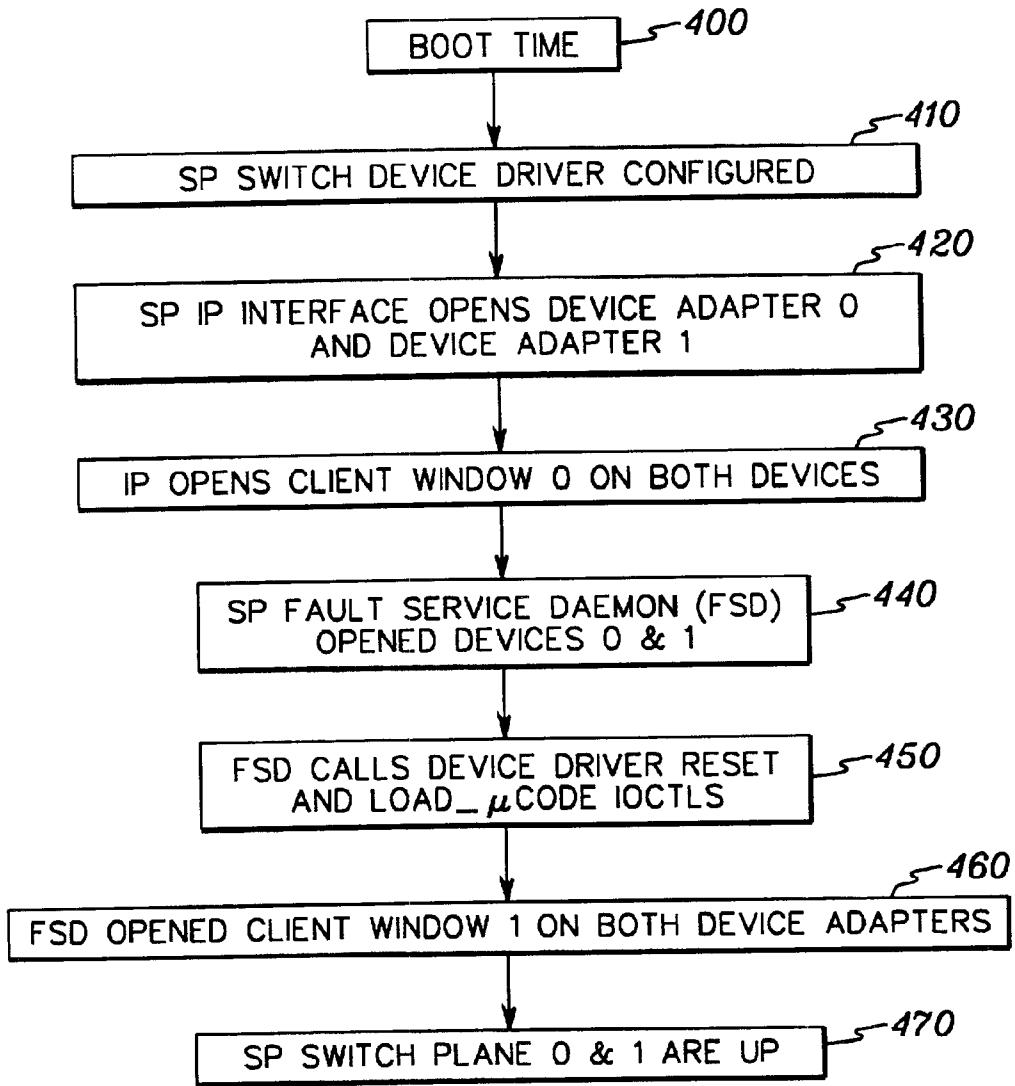 BOOT TIME
400
410
SP SWITCH DEVICE DRIVER CONFIGURED
420
SP IP INTERFACE OPENS DEVICE ADAPTER 0
AND DEVICE ADAPTER 1
430
IP OPENS CLIENT WINDOW 0 ON BOTH DEVICES
SP FAULT SERVICE DAEMON (FSD)
OPENED DEVICES 0 & 1
440
FSD CALLS DEVICE DRIVER RESET
AND LOAD_μCODE IOCTLS
450
460
FSD OPENED CLIENT WINDOW 1 ON BOTH DEVICE ADAPTERS
SP SWITCH PLANE 0 & 1 ARE UP
470